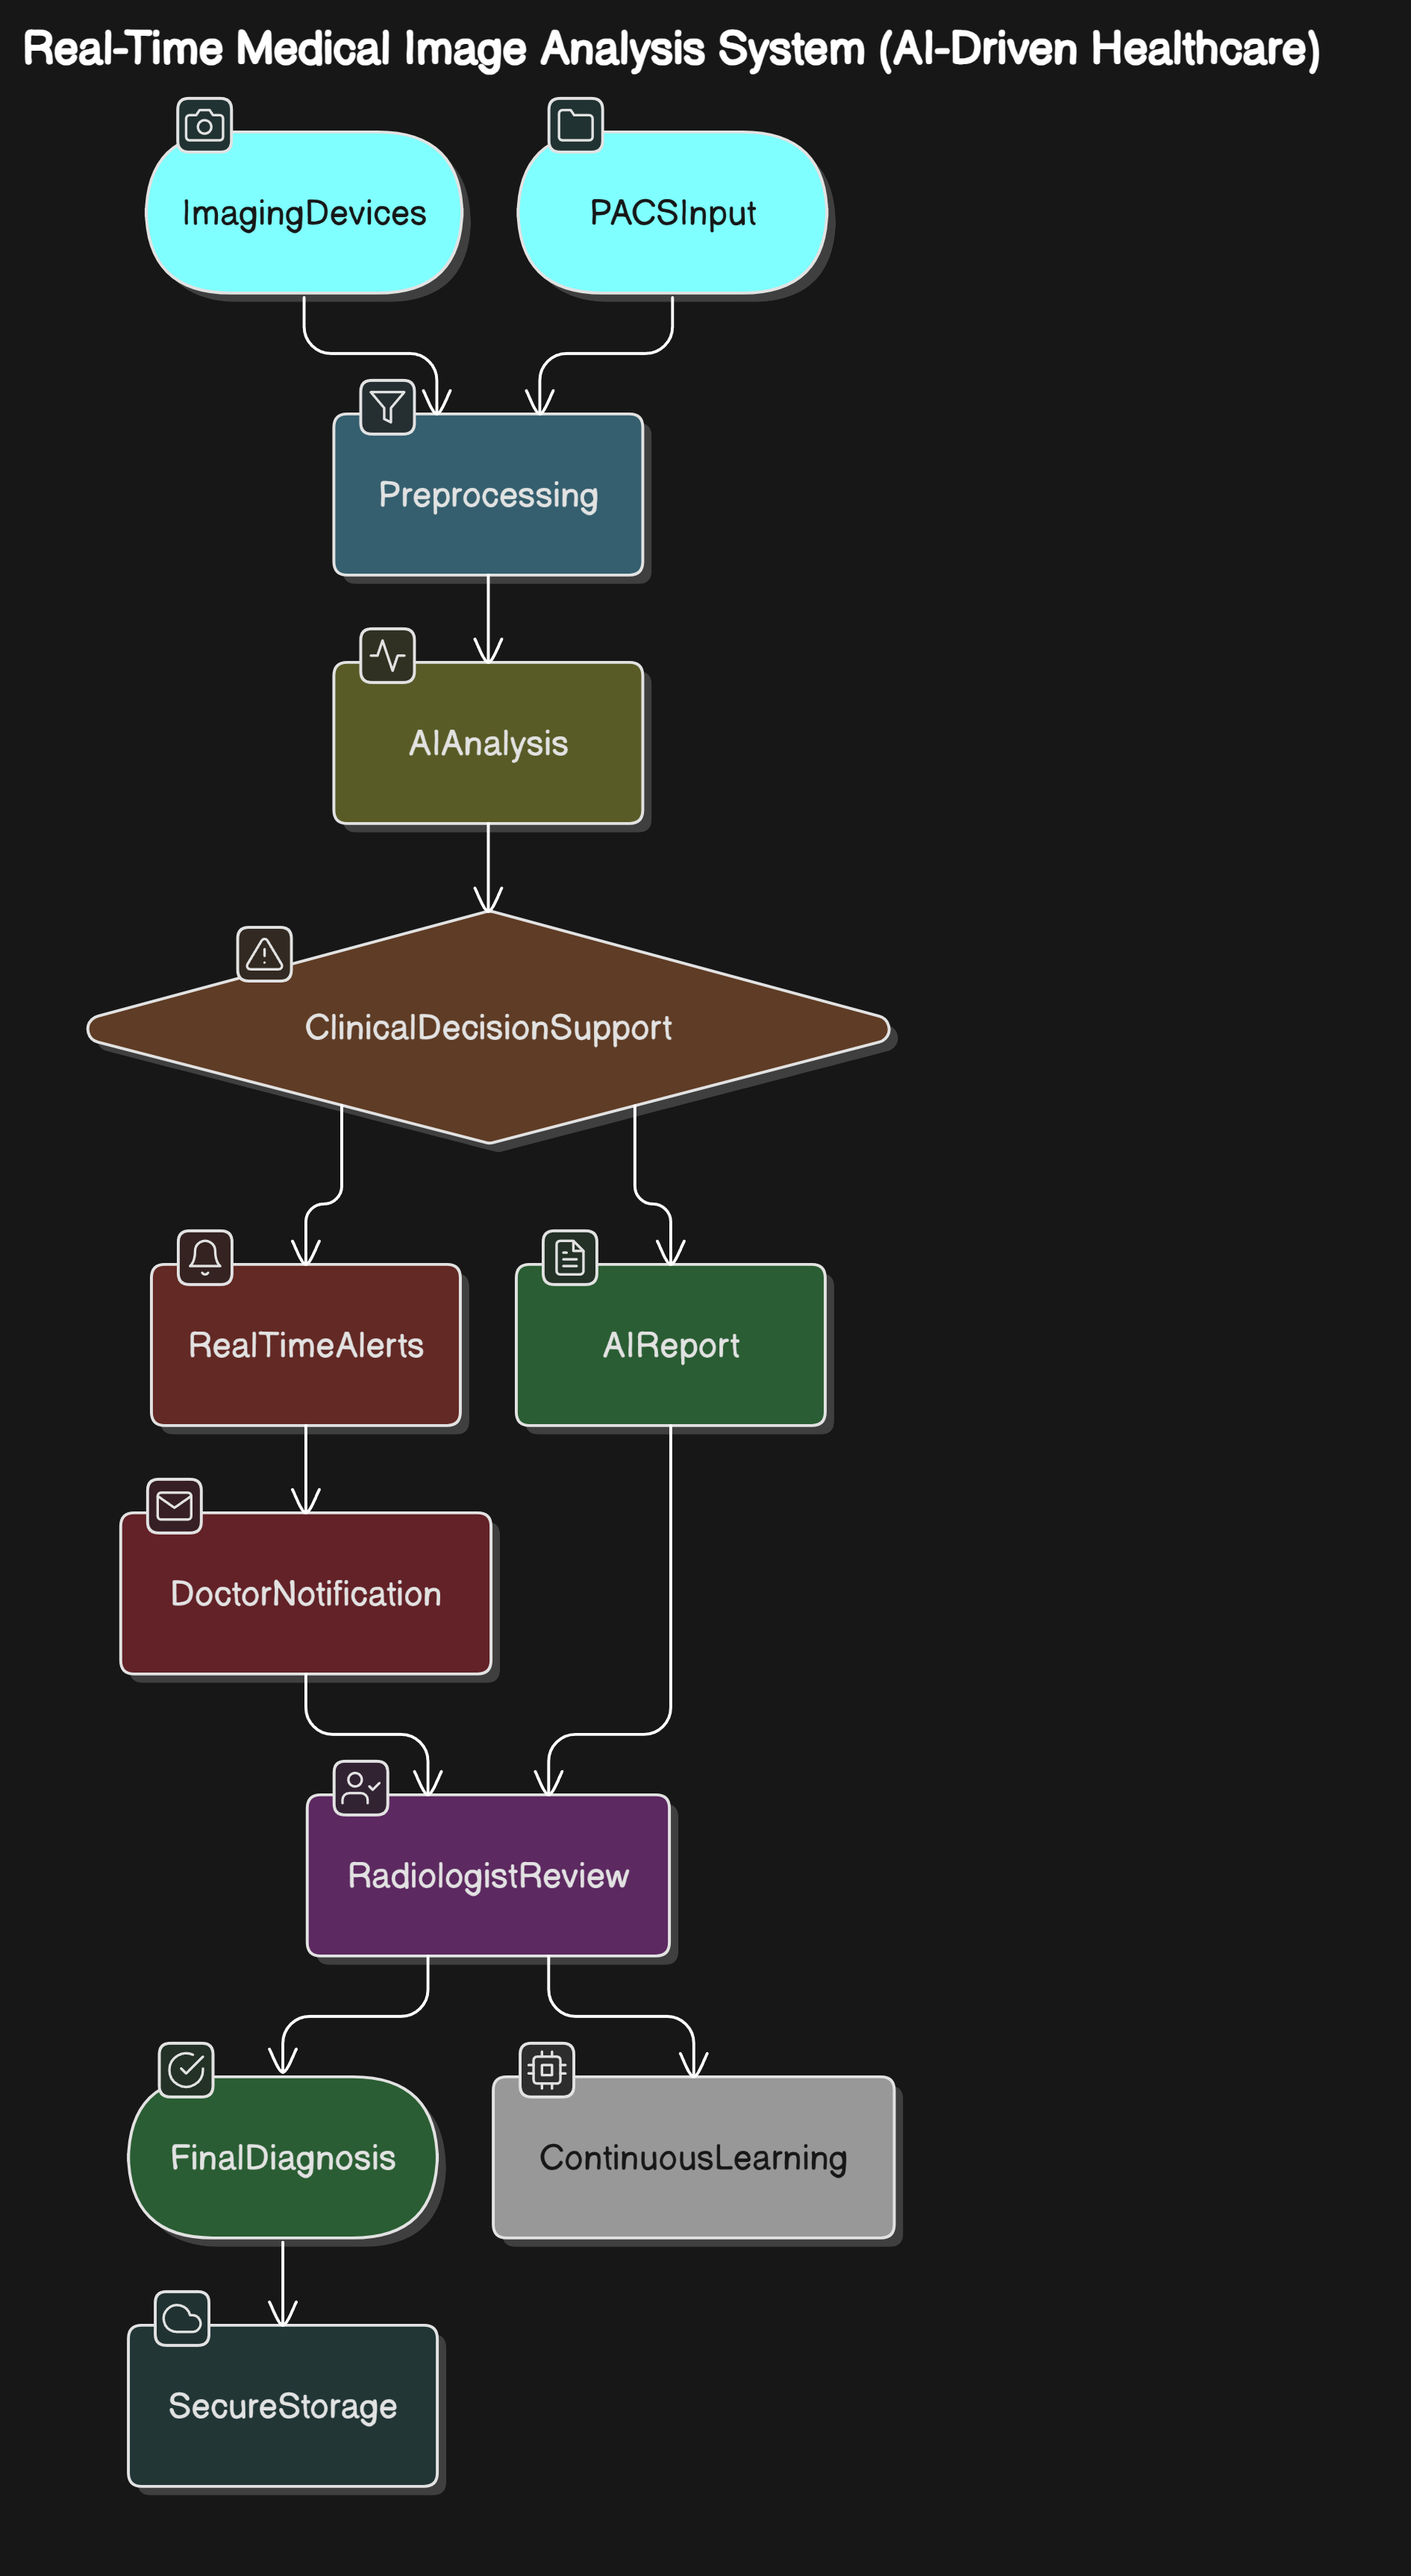 Real-Time Medical Image Analysis System (AI-Driven Healthcare)
ImagingDevices
PACSInput
Preprocessing
AIAnalysis
ClinicalDecisionSupport
RealTimeAlerts
AIReport
DoctorNotification
RadiologistReview
FinalDiagnosis
ContinuousLearning
SecureStorage